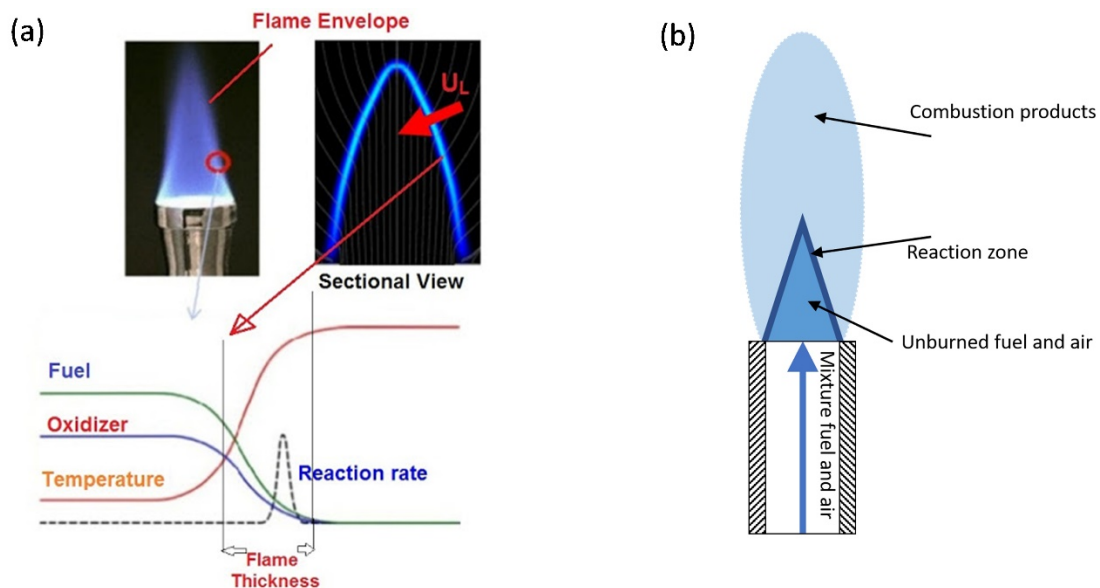 (a)
Flame Envelope
U_L
Sectional View
Fuel
Oxidizer
Temperature
Reaction rate
Flame
Thickness
(b)
Combustion products
Reaction zone
Unburned fuel and air
Mixture fuel and air